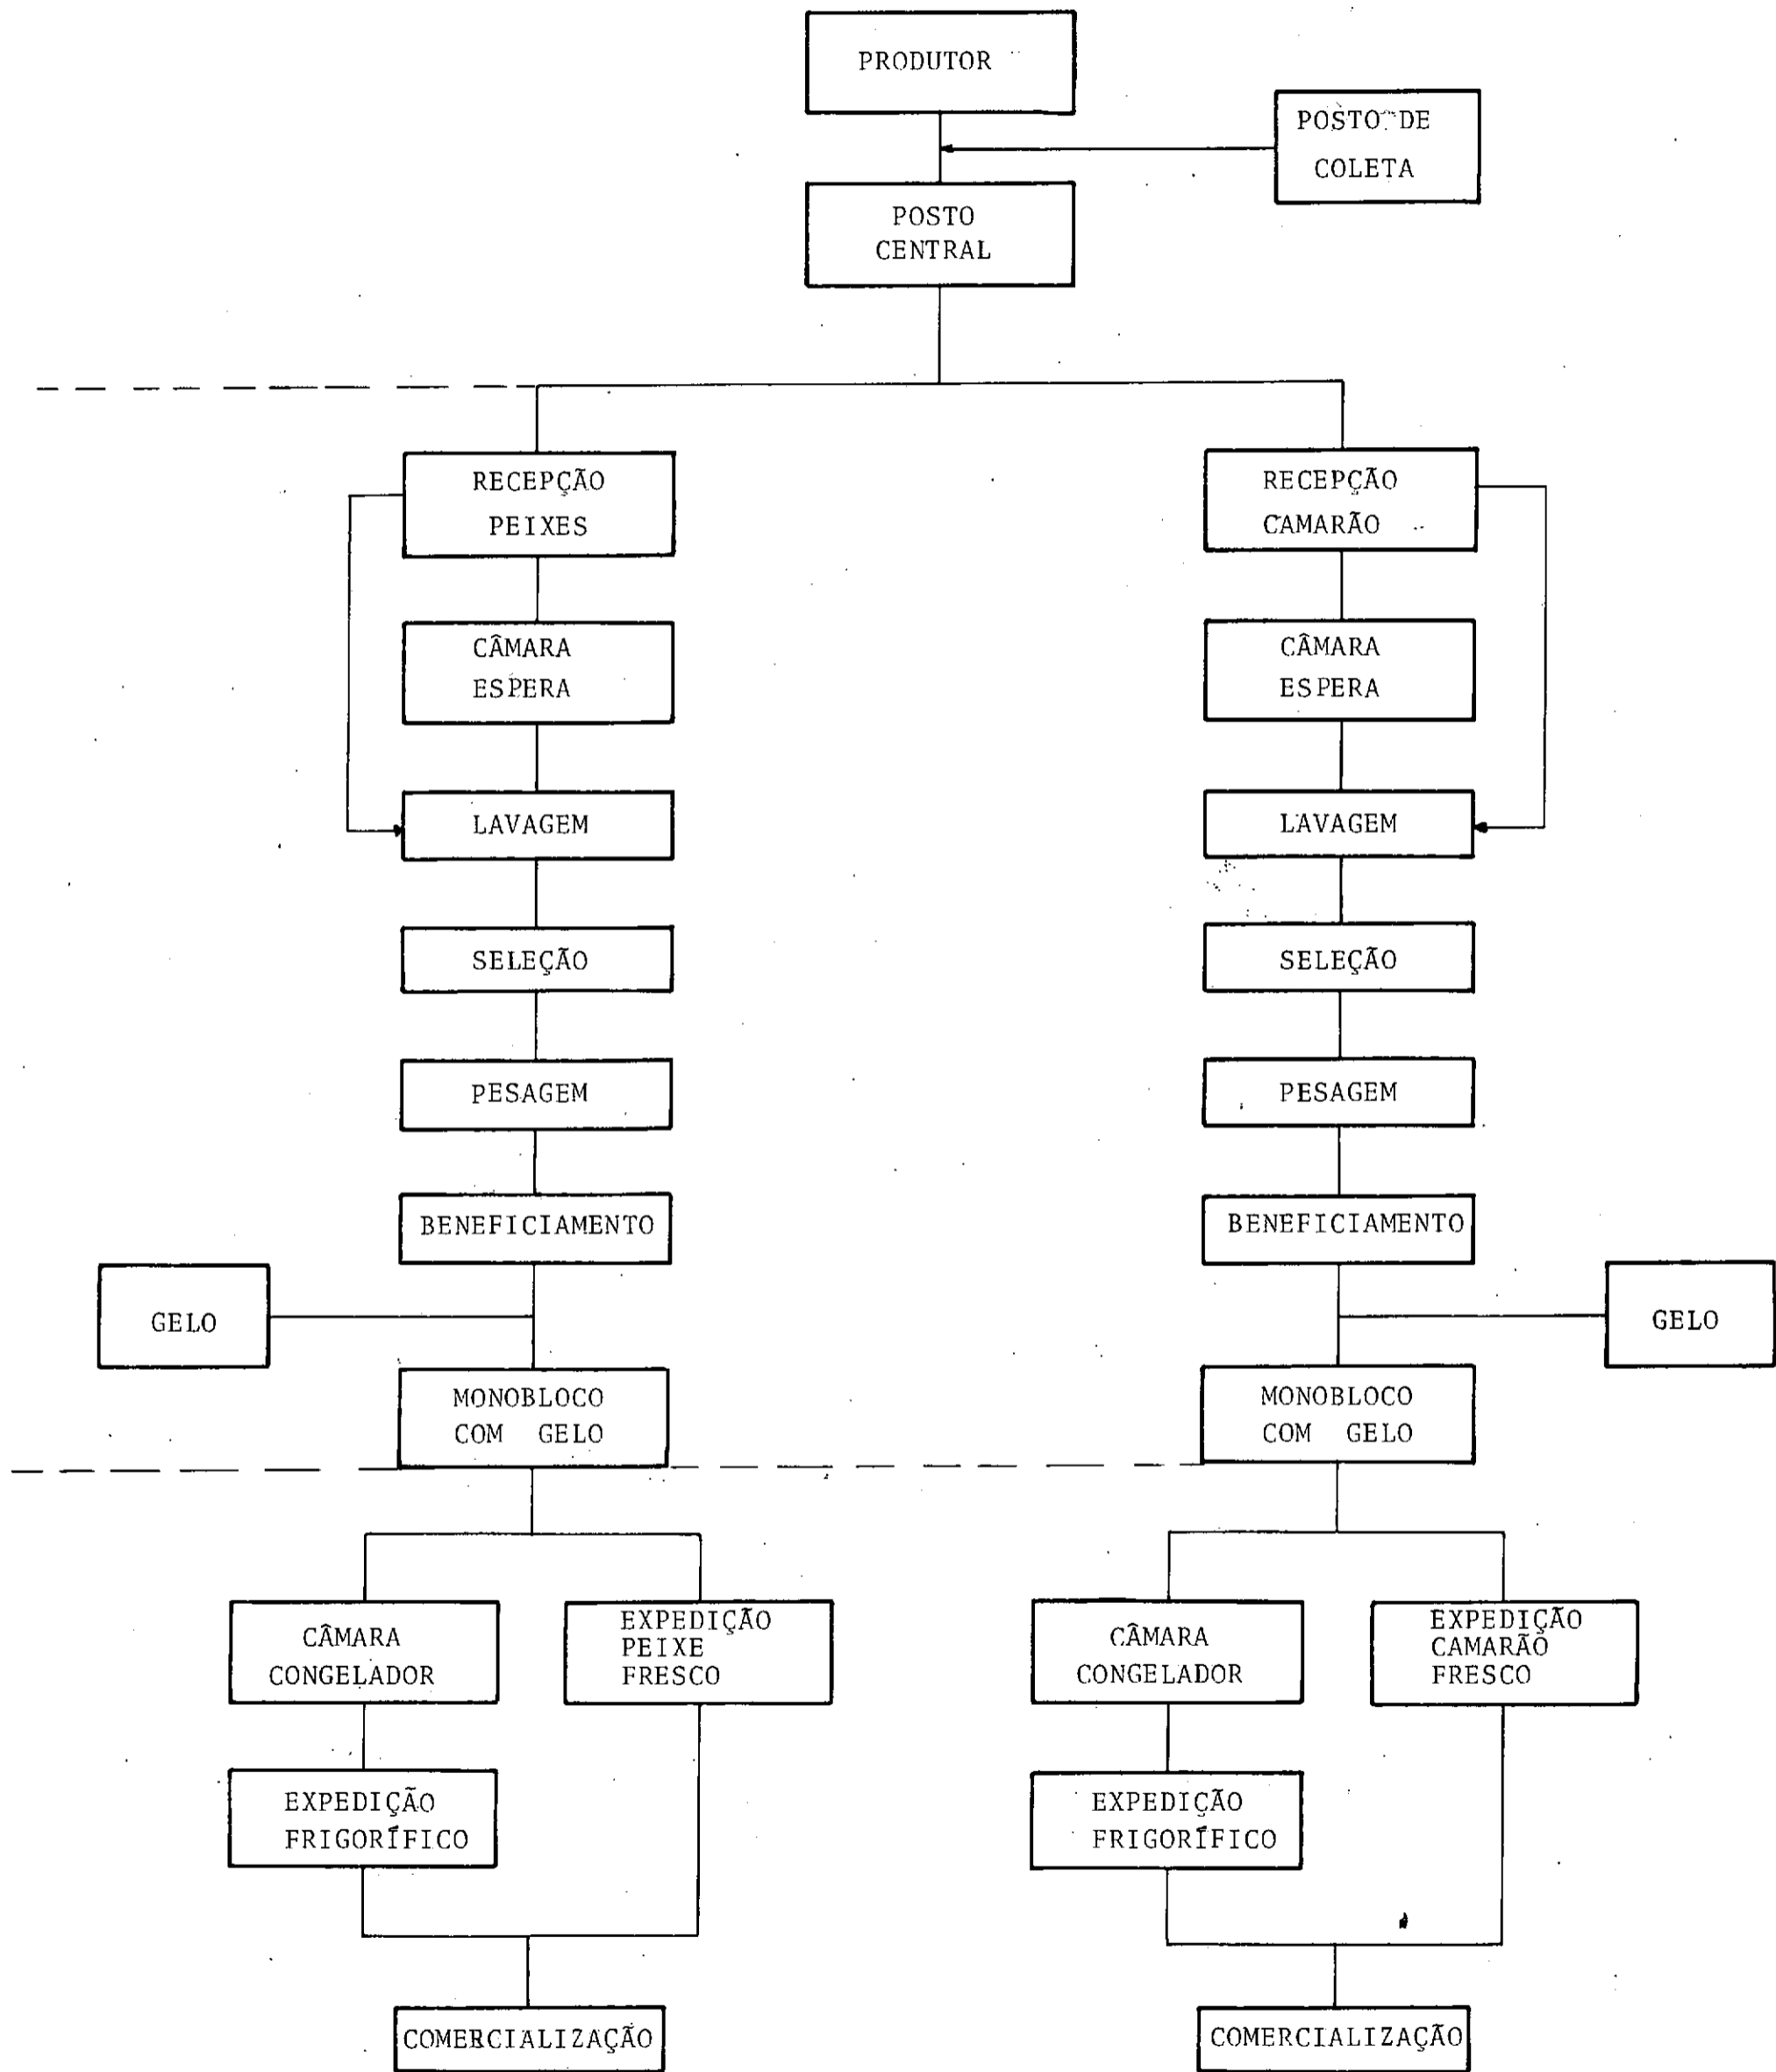 PRODUTOR
POSTO DE
COLETA
POSTO
CENTRAL
RECEPÇÃO
PEIXES
CÂMARA
ESPERA
LAVAGEM
SELEÇÃO
PESAGEM
BENEFICIAMENTO
GELO
MONOBLOCO
COM GELO
CÂMARA
CONGELADOR
EXPEDIÇÃO
PEIXE
FRESCO
EXPEDIÇÃO
FRIGORÍFICO
COMERCIALIZAÇÃO
RECEPÇÃO
CAMARÃO
CÂMARA
ESPERA
LAVAGEM
SELEÇÃO
PESAGEM
BENEFICIAMENTO
GELO
MONOBLOCO
COM GELO
CÂMARA
CONGELADOR
EXPEDIÇÃO
CAMARÃO
FRESCO
EXPEDIÇÃO
FRIGORÍFICO
COMERCIALIZAÇÃO